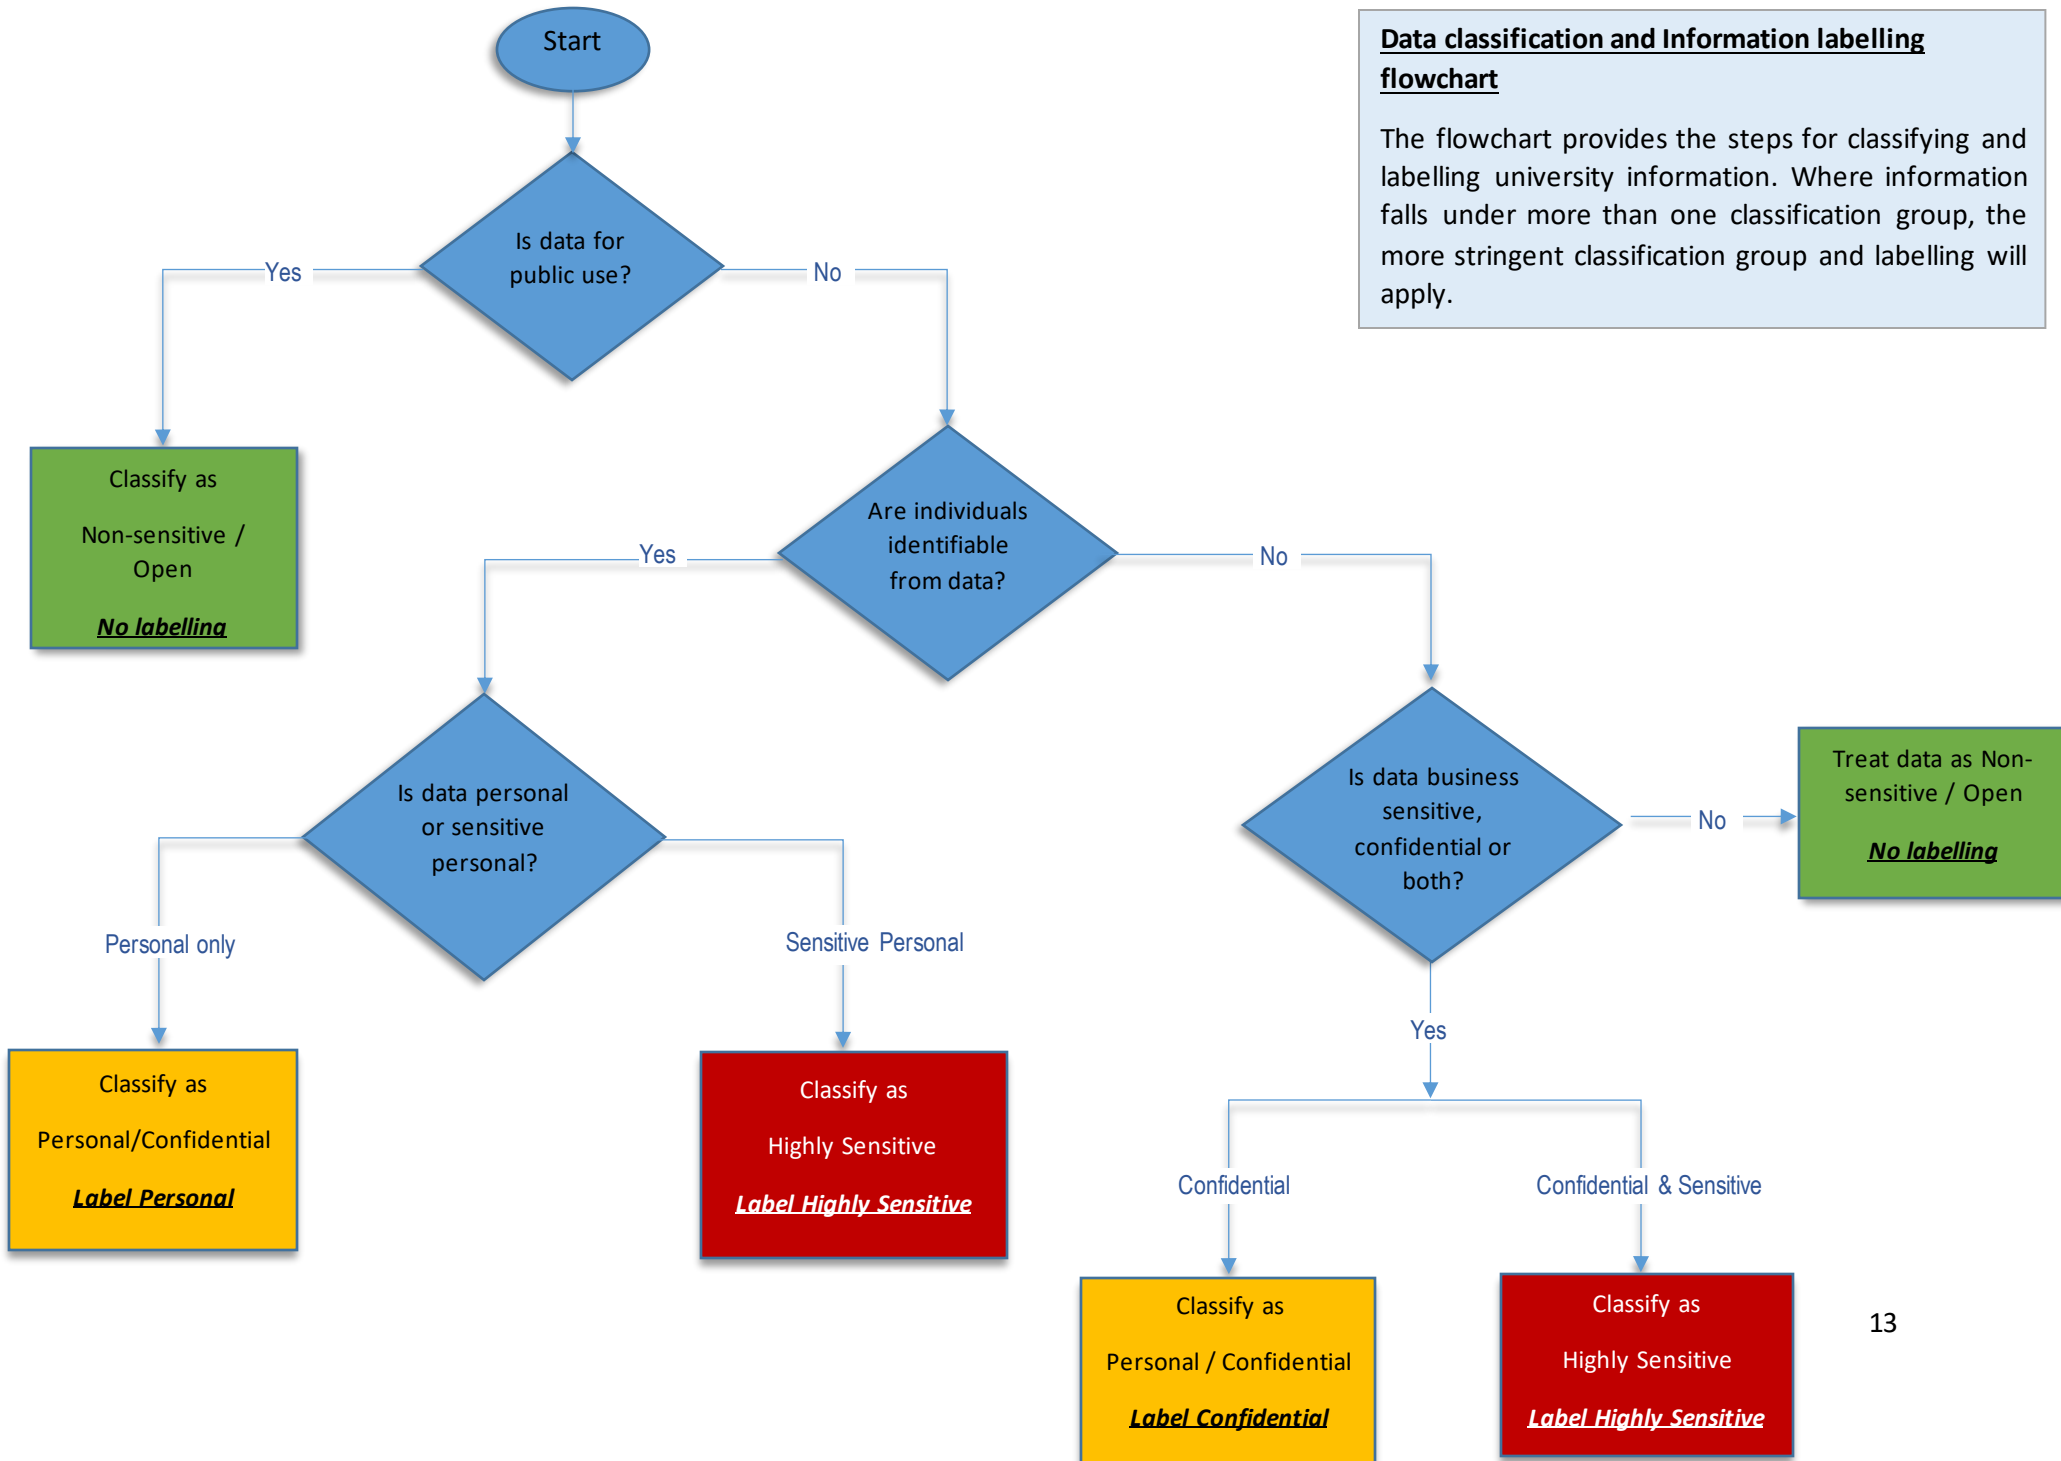 Start
Data classification and Information labelling
flowchart
The flowchart provides the steps for classifying and
labelling university information. Where information
falls under more than one classification group, the
more stringent classification group and labelling will
apply.
Is data for
public use?
Yes
No
Classify as
Non-sensitive /
Open
No labelling
Are individuals
identifiable
from data?
Yes
No
Is data personal
or sensitive
personal?
Is data business
sensitive,
confidential or
both?
No
Treat data as Non-
sensitive / Open
No labelling
Personal only
Sensitive Personal
Yes
Classify as
Personal/Confidential
Label Personal
Classify as
Highly Sensitive
Label Highly Sensitive
Confidential
Confidential & Sensitive
Classify as
Personal / Confidential
Label Confidential
Classify as
Highly Sensitive
Label Highly Sensitive
13